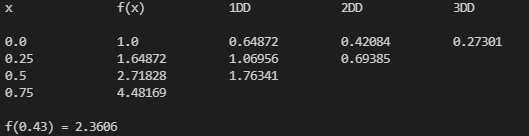 x f(x) 1DD 2DD 3DD
0.0 1.0 0.64872 0.42084 0.27301
0.25 1.64872 1.06956 0.69385
0.5 2.71828 1.76341
0.75 4.48169
f(0.43) = 2.3606